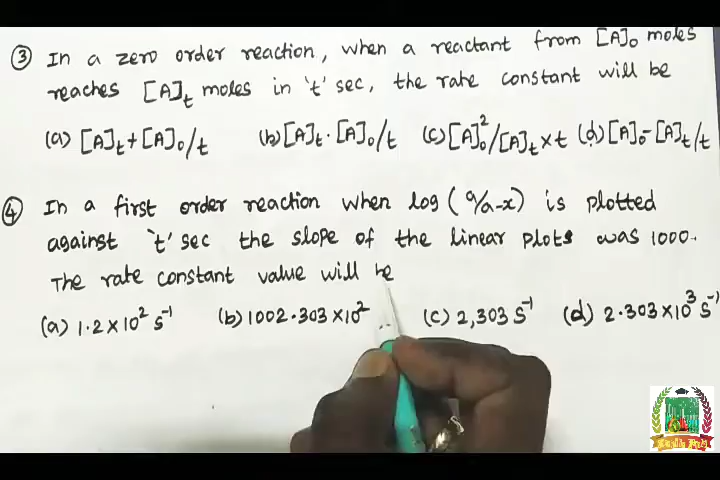 ③ In a zero order reaction, when a reactant from [A]₀ moles
reaches [A]t moles in 't' sec, the rate constant will be
(a) [A]t + [A]₀/t (b) [A]t · [A]₀/t (c) [A]₀²/[A]t × t (d) [A]₀ - [A]t/t
④ In a first order reaction when log (a/a-x) is plotted
against 't' sec the slope of the linear plots was 1000.
The rate constant value will be
(a) 1.2 × 10² s⁻¹ (b) 1002.303 × 10² (c) 2,303 s⁻¹ (d) 2.303 × 10³ s⁻¹